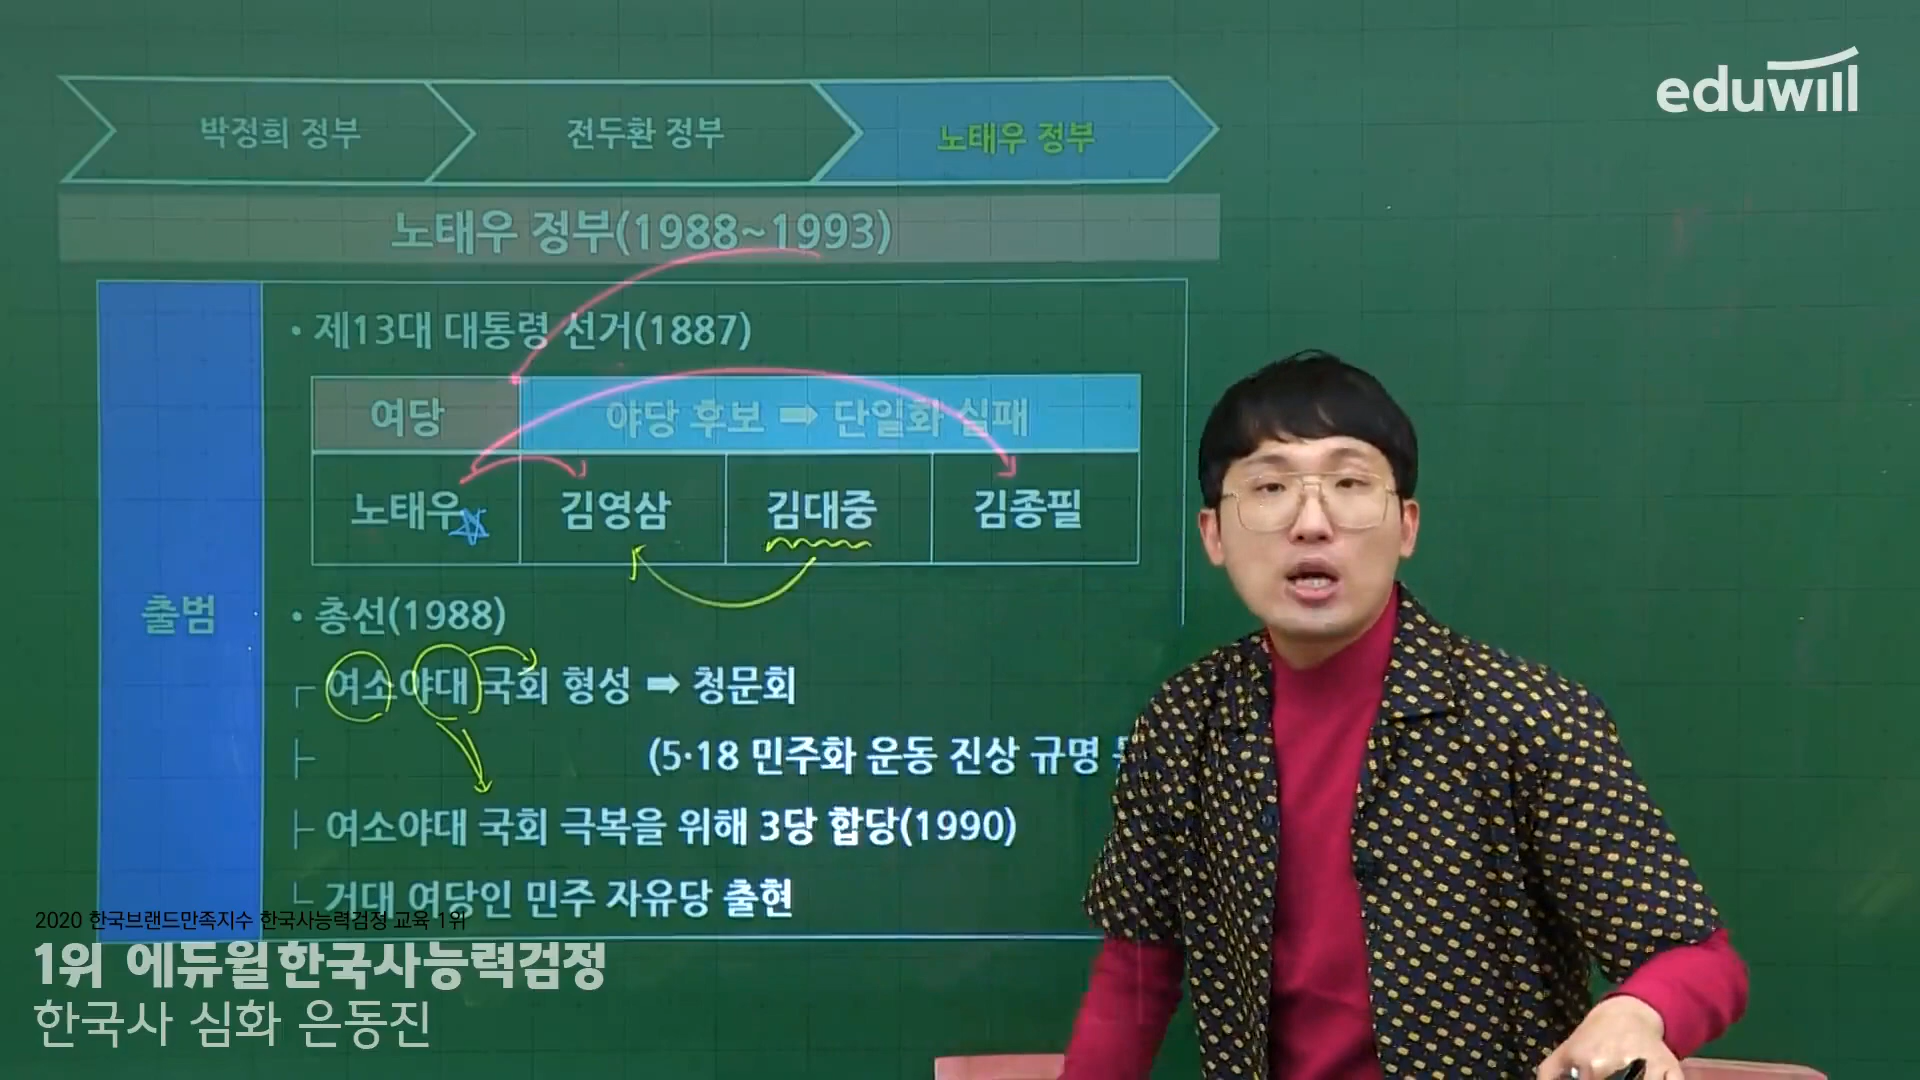 eduwill
박정희 정부
전두환 정부
노태우 정부
노태우 정부(1988~1993)
출범
• 제13대 대통령 선거(1887)
여당
야당 후보 ➡ 단일화 실패
노태우
김영삼
김대중
김종필
• 총선(1988)
여소야대 국회 형성 ➡ 청문회
(5·18 민주화 운동 진상 규명
여소야대 국회 극복을 위해 3당 합당(1990)
거대 여당인 민주 자유당 출현
2020 한국브랜드만족지수 한국사능력검정 교육 1위
1위 에듀윌한국사능력검정
한국사 심화 은동진